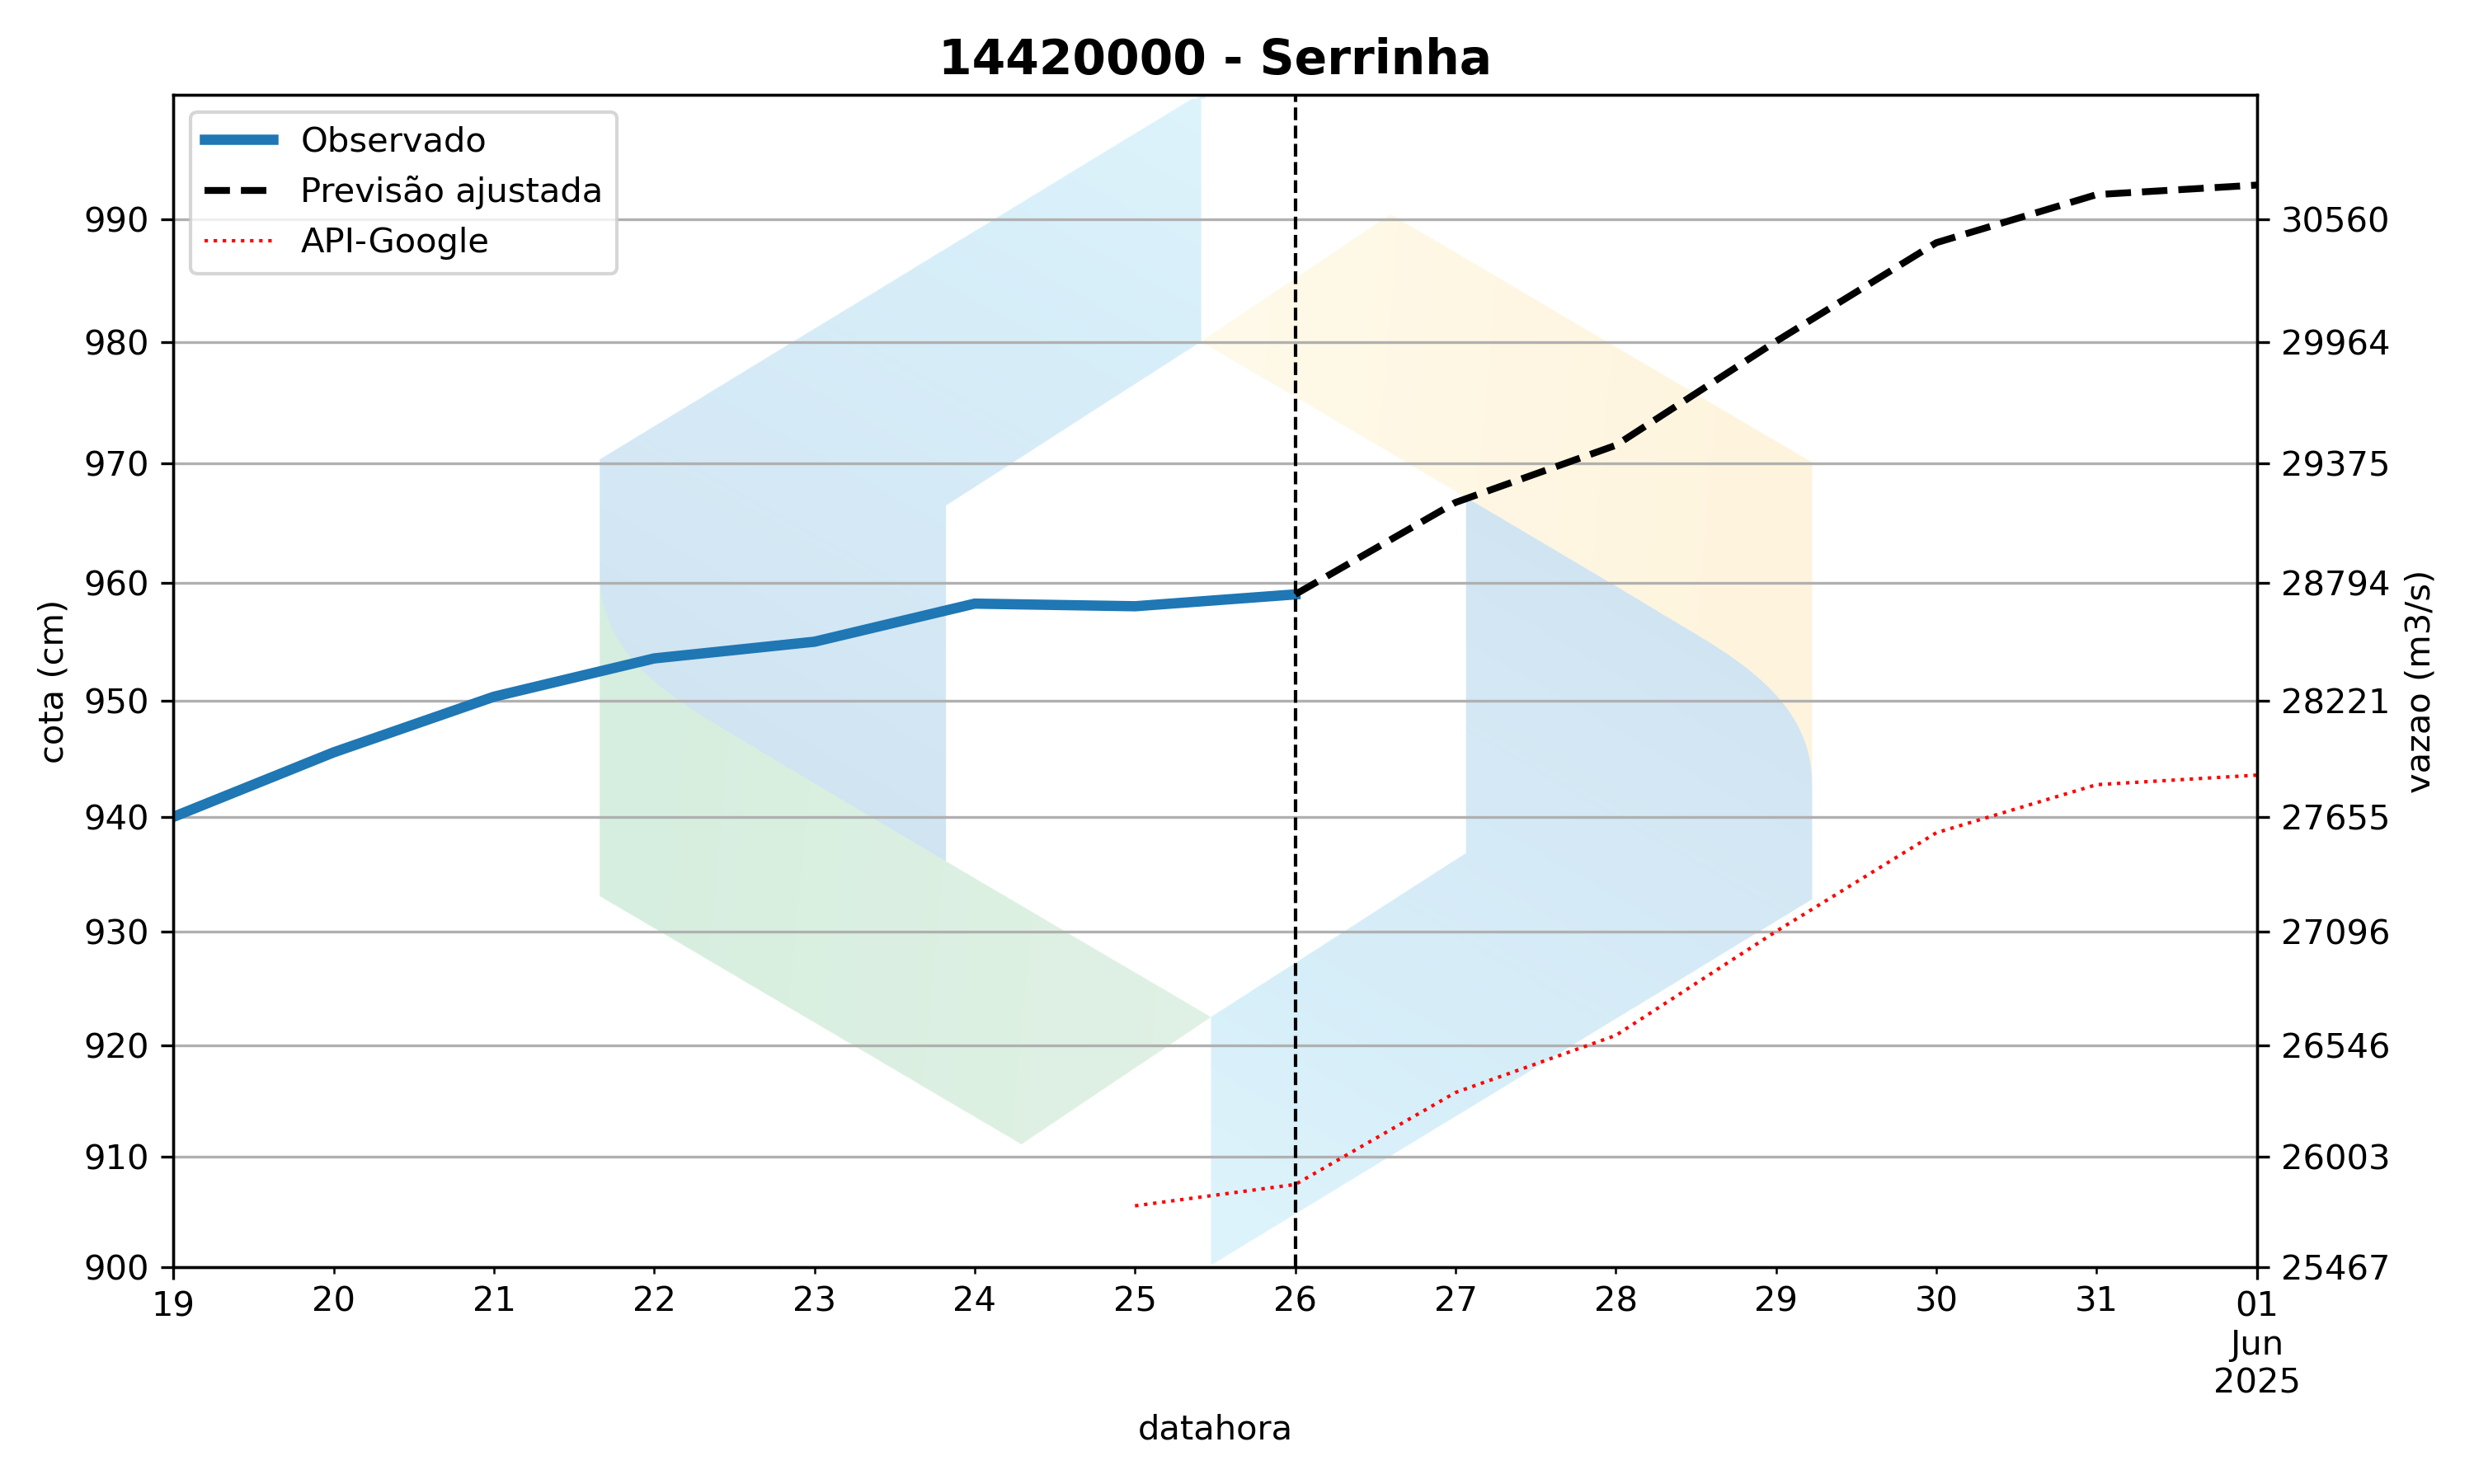 14420000 - Serrinha
Observado
Previsão ajustada
API-Google
990
980
970
960
950
940
930
920
910
900
cota (cm)
30560
29964
29375
28794
28221
27655
27096
26546
26003
25467
vazao (m3/s)
19 20 21 22 23 24 25 26 27 28 29 30 31 01
Jun
2025
datahora